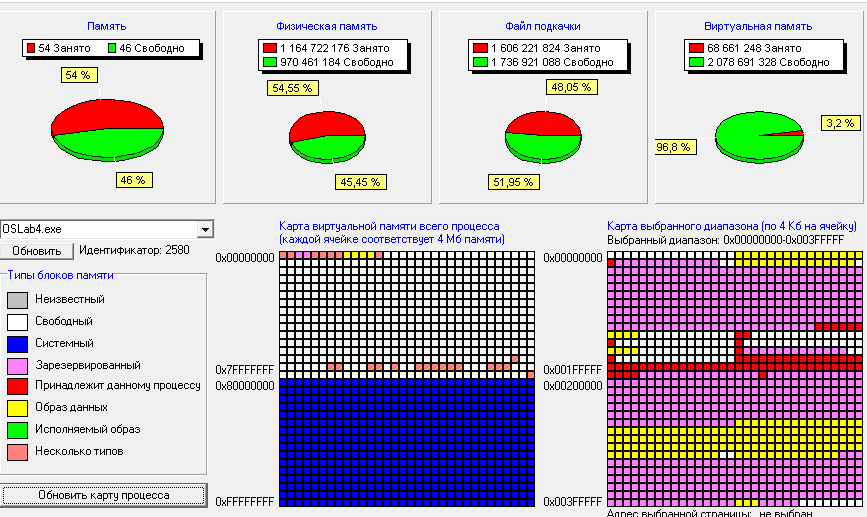 Память
54 Занято 46 Свободно
54 %
46 %
Физическая память
1 164 722 176 Занято
970 461 184 Свободно
54,55 %
45,45 %
Файл подкачки
1 606 221 824 Занято
1 736 921 088 Свободно
48,05 %
51,95 %
Виртуальная память
68 661 248 Занято
2 078 691 328 Свободно
3,2 %
96,8 %
OSLab4.exe
Обновить Идентификатор: 2580
Типы блоков памяти
Неизвестный
Свободный
Системный
Зарезервированный
Принадлежит данному процессу
Образ данных
Исполняемый образ
Несколько типов
Обновить карту процесса
Карта виртуальной памяти всего процесса
(каждой ячейке соответствует 4 Мб памяти)
0x00000000
0x7FFFFFFF
0x80000000
0xFFFFFFFF
Карта выбранного диапазона (по 4 Кб на ячейку)
Выбранный диапазон: 0x00000000-0x003FFFFF
0x00000000
0x001FFFFF
0x00200000
0x003FFFFF
Адрес выбранной страницы: не выбран